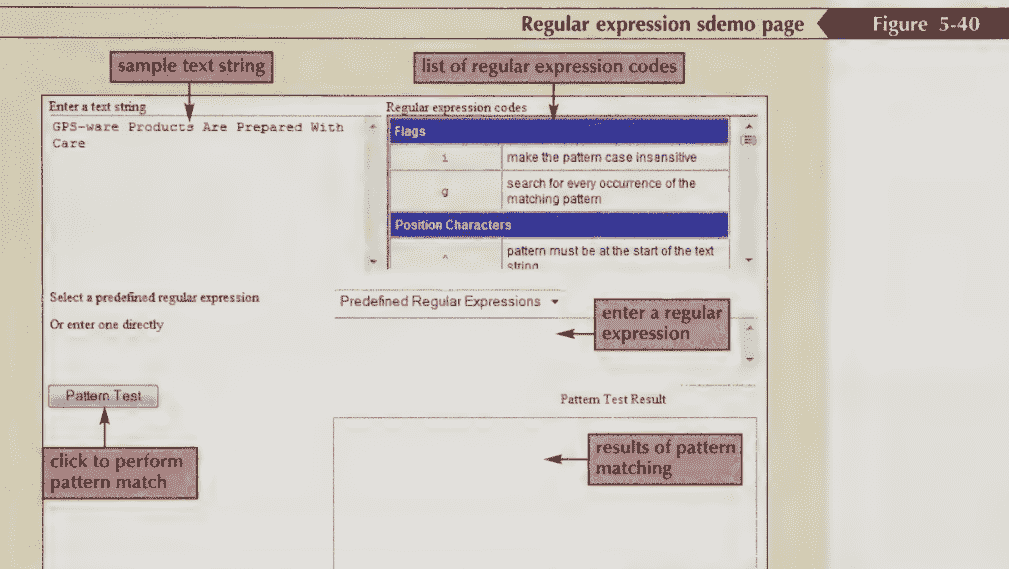 Regular expression sdemo page
Figure 5-40
sample text string
list of regular expression codes
Enter a text string
Regular expression codes
GPS-ware Products Are Prepared With
Care
Flags
i
make the pattern case insensitive
g
search for every occurrence of the
matching pattern
Position Characters
^
pattern must be at the start of the text
string
Select a predefined regular expression
Predefined Regular Expressions
Or enter one directly
enter a regular
expression
Pattern Test
Pattern Test Result
click to perform
pattern match
results of pattern
matching